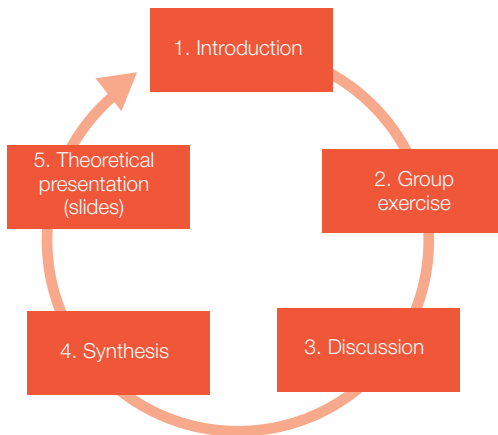 1. Introduction
2. Group
exercise
3. Discussion
4. Synthesis
5. Theoretical
presentation
(slides)